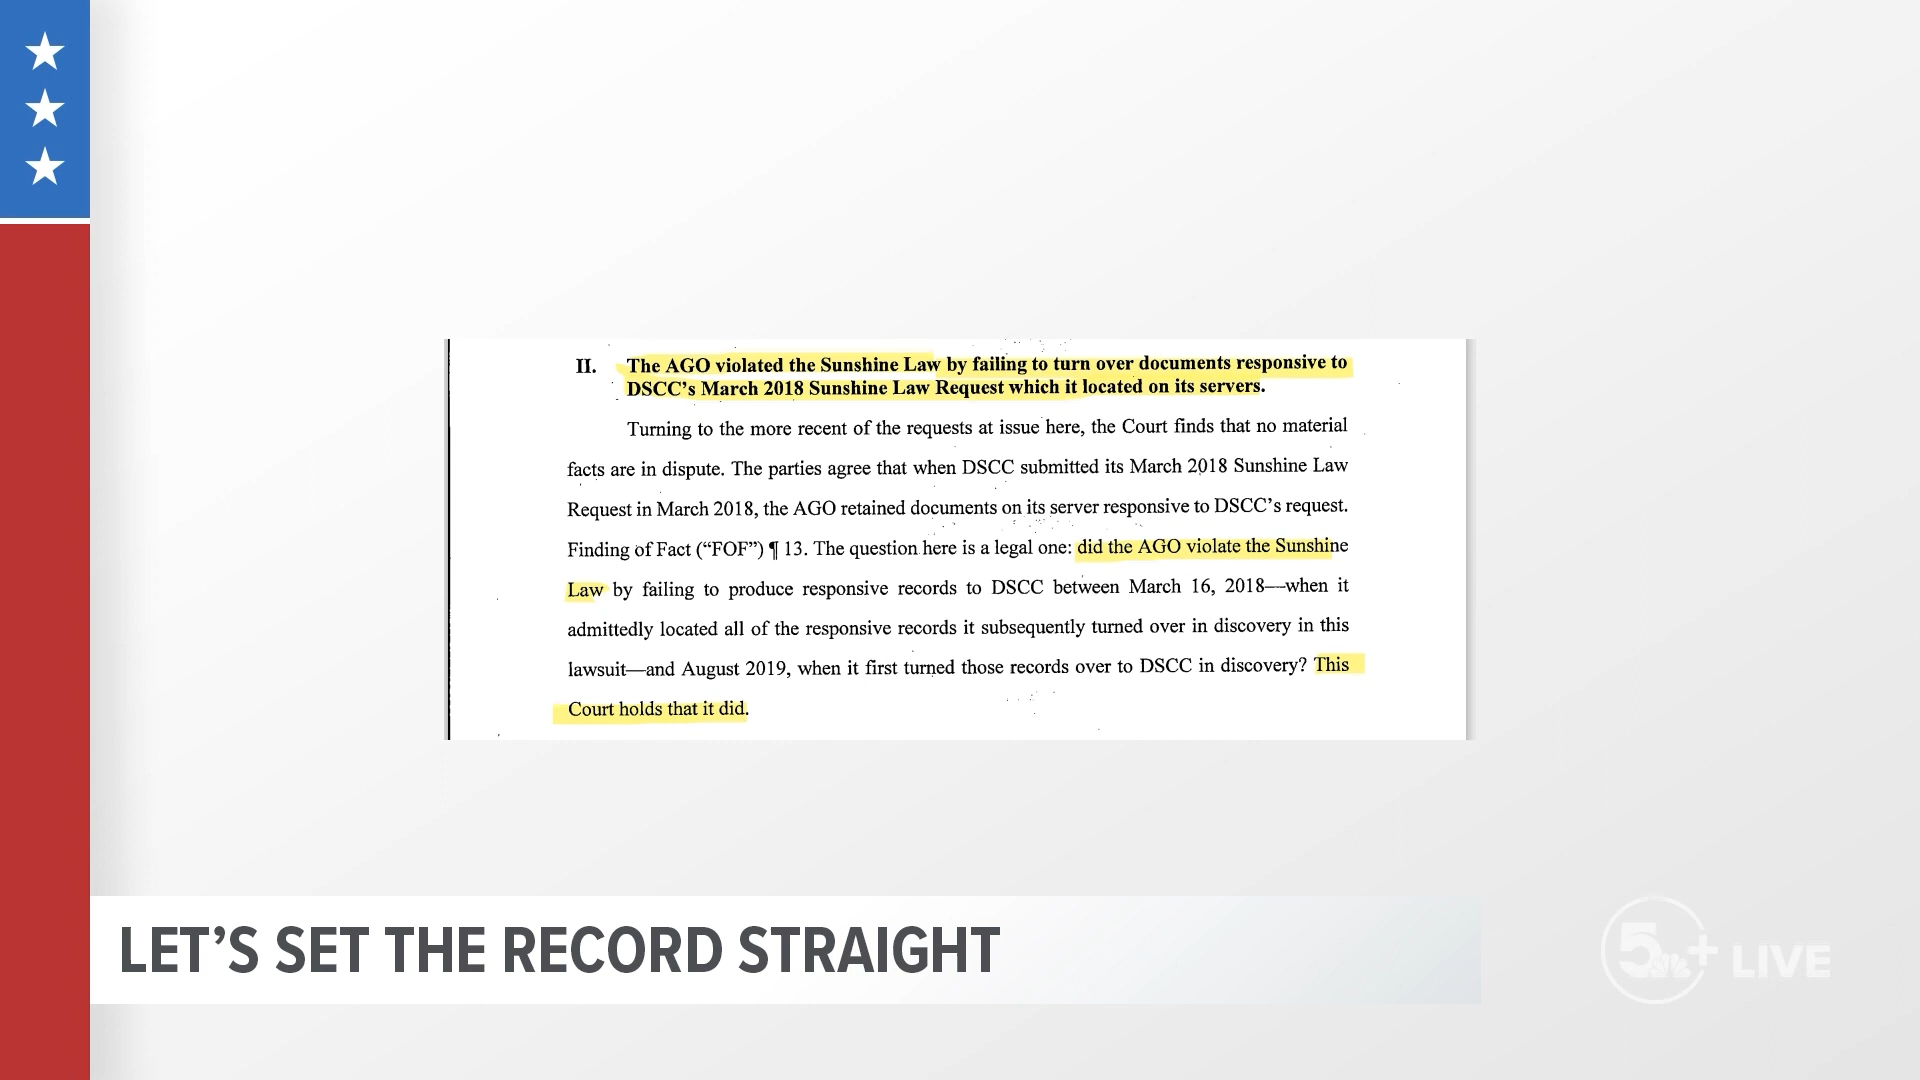 II. The AGO violated the Sunshine Law by failing to turn over documents responsive to
DSCC’s March 2018 Sunshine Law Request which it located on its servers.
Turning to the more recent of the requests at issue here, the Court finds that no material
facts are in dispute. The parties agree that when DSCC submitted its March 2018 Sunshine Law
Request in March 2018, the AGO retained documents on its server responsive to DSCC’s request.
Finding of Fact (“FOF”) ¶ 13. The question here is a legal one: did the AGO violate the Sunshine
Law by failing to produce responsive records to DSCC between March 16, 2018—when it
admittedly located all of the responsive records it subsequently turned over in discovery in this
lawsuit—and August 2019, when it first turned those records over to DSCC in discovery? This
Court holds that it did.
LET’S SET THE RECORD STRAIGHT
5+ LIVE